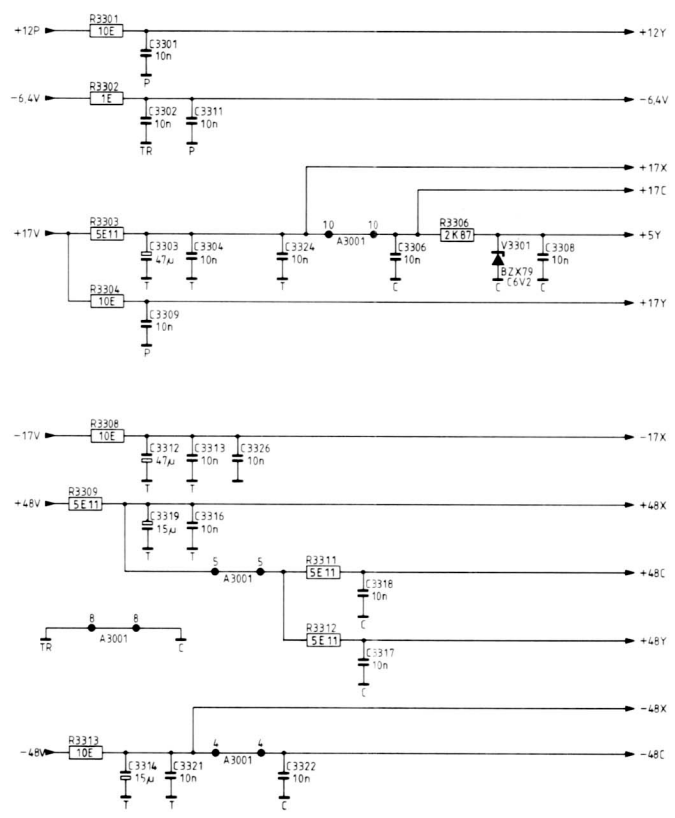 R3301
+12P 10E +12Y
C3301
10n
P
R3302
-6,4V 1E -6,4V
C3302 C3311
10n 10n
TR P
+17X
+17C
R3303 10 10 R3306
+17V 5E11 A3001 2K87 V3301 +5Y
C3303 C3304 C3324 C3306 C3308
47μ 10n 10n 10n BZX79 10n
T T T C C C6V2 C
R3304
10E +17Y
C3309
10n
P
R3308
-17V 10E -17X
C3312 C3313 C3326
47μ 10n 10n
T T T
R3309
+48V 5E11 +48X
C3319 C3316
15μ 10n
T T
5 5 R3311
A3001 5E11 +48C
C3318
10n
C
8 8 R3312
A3001 5E11 +48Y
TR C
C3317
10n
C
-48X
R3313 4 4
-48V 10E A3001 -48C
C3314 C3321 C3322
15μ 10n 10n
T T C